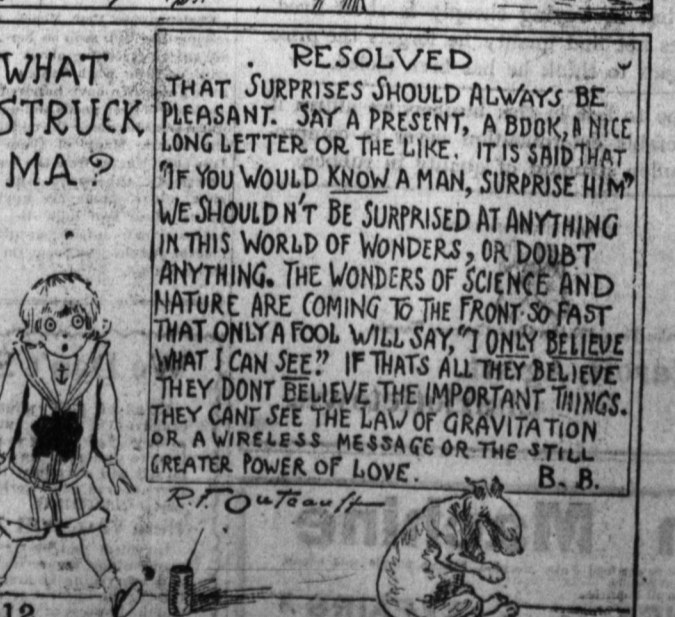 WHAT
STRUCK
MA?
RESOLVED
THAT SURPRISES SHOULD ALWAYS BE
PLEASANT. SAY A PRESENT, A BOOK, A NICE
LONG LETTER OR THE LIKE. IT IS SAID THAT
"IF YOU WOULD KNOW A MAN, SURPRISE HIM"
WE SHOULDN'T BE SURPRISED AT ANYTHING
IN THIS WORLD OF WONDERS, OR DOUBT
ANYTHING. THE WONDERS OF SCIENCE AND
NATURE ARE COMING TO THE FRONT SO FAST
THAT ONLY A FOOL WILL SAY, "I ONLY BELIEVE
WHAT I CAN SEE." IF THATS ALL THEY BELIEVE
THEY DONT BELIEVE THE IMPORTANT THINGS.
THEY CANT SEE THE LAW OF GRAVITATION
OR A WIRELESS MESSAGE OR THE STILL
GREATER POWER OF LOVE. B. B.
R.F. Outcault
12